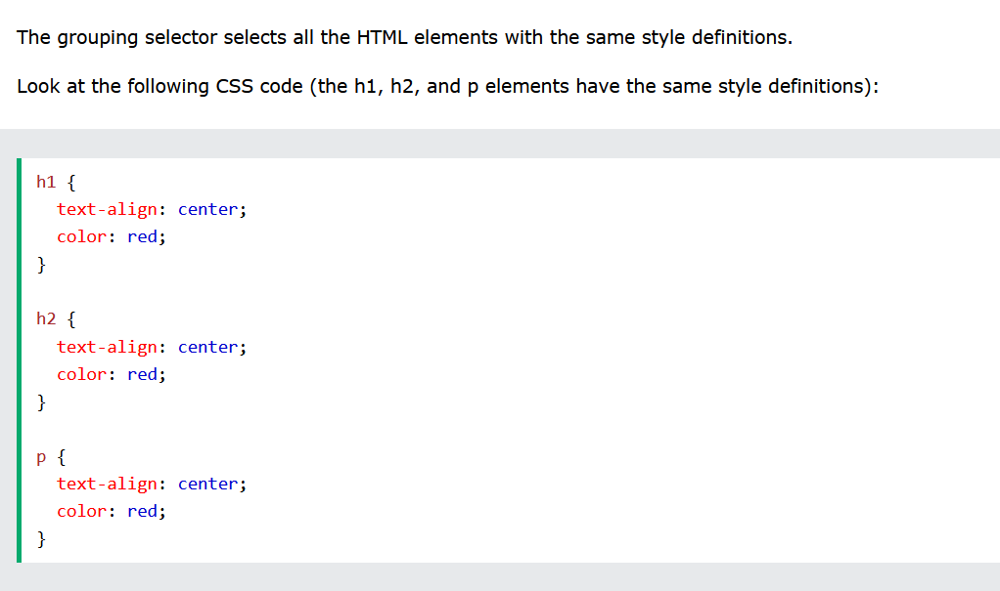 The grouping selector selects all the HTML elements with the same style definitions.
Look at the following CSS code (the h1, h2, and p elements have the same style definitions):
h1 {
  text-align: center;
  color: red;
}
h2 {
  text-align: center;
  color: red;
}
p {
  text-align: center;
  color: red;
}